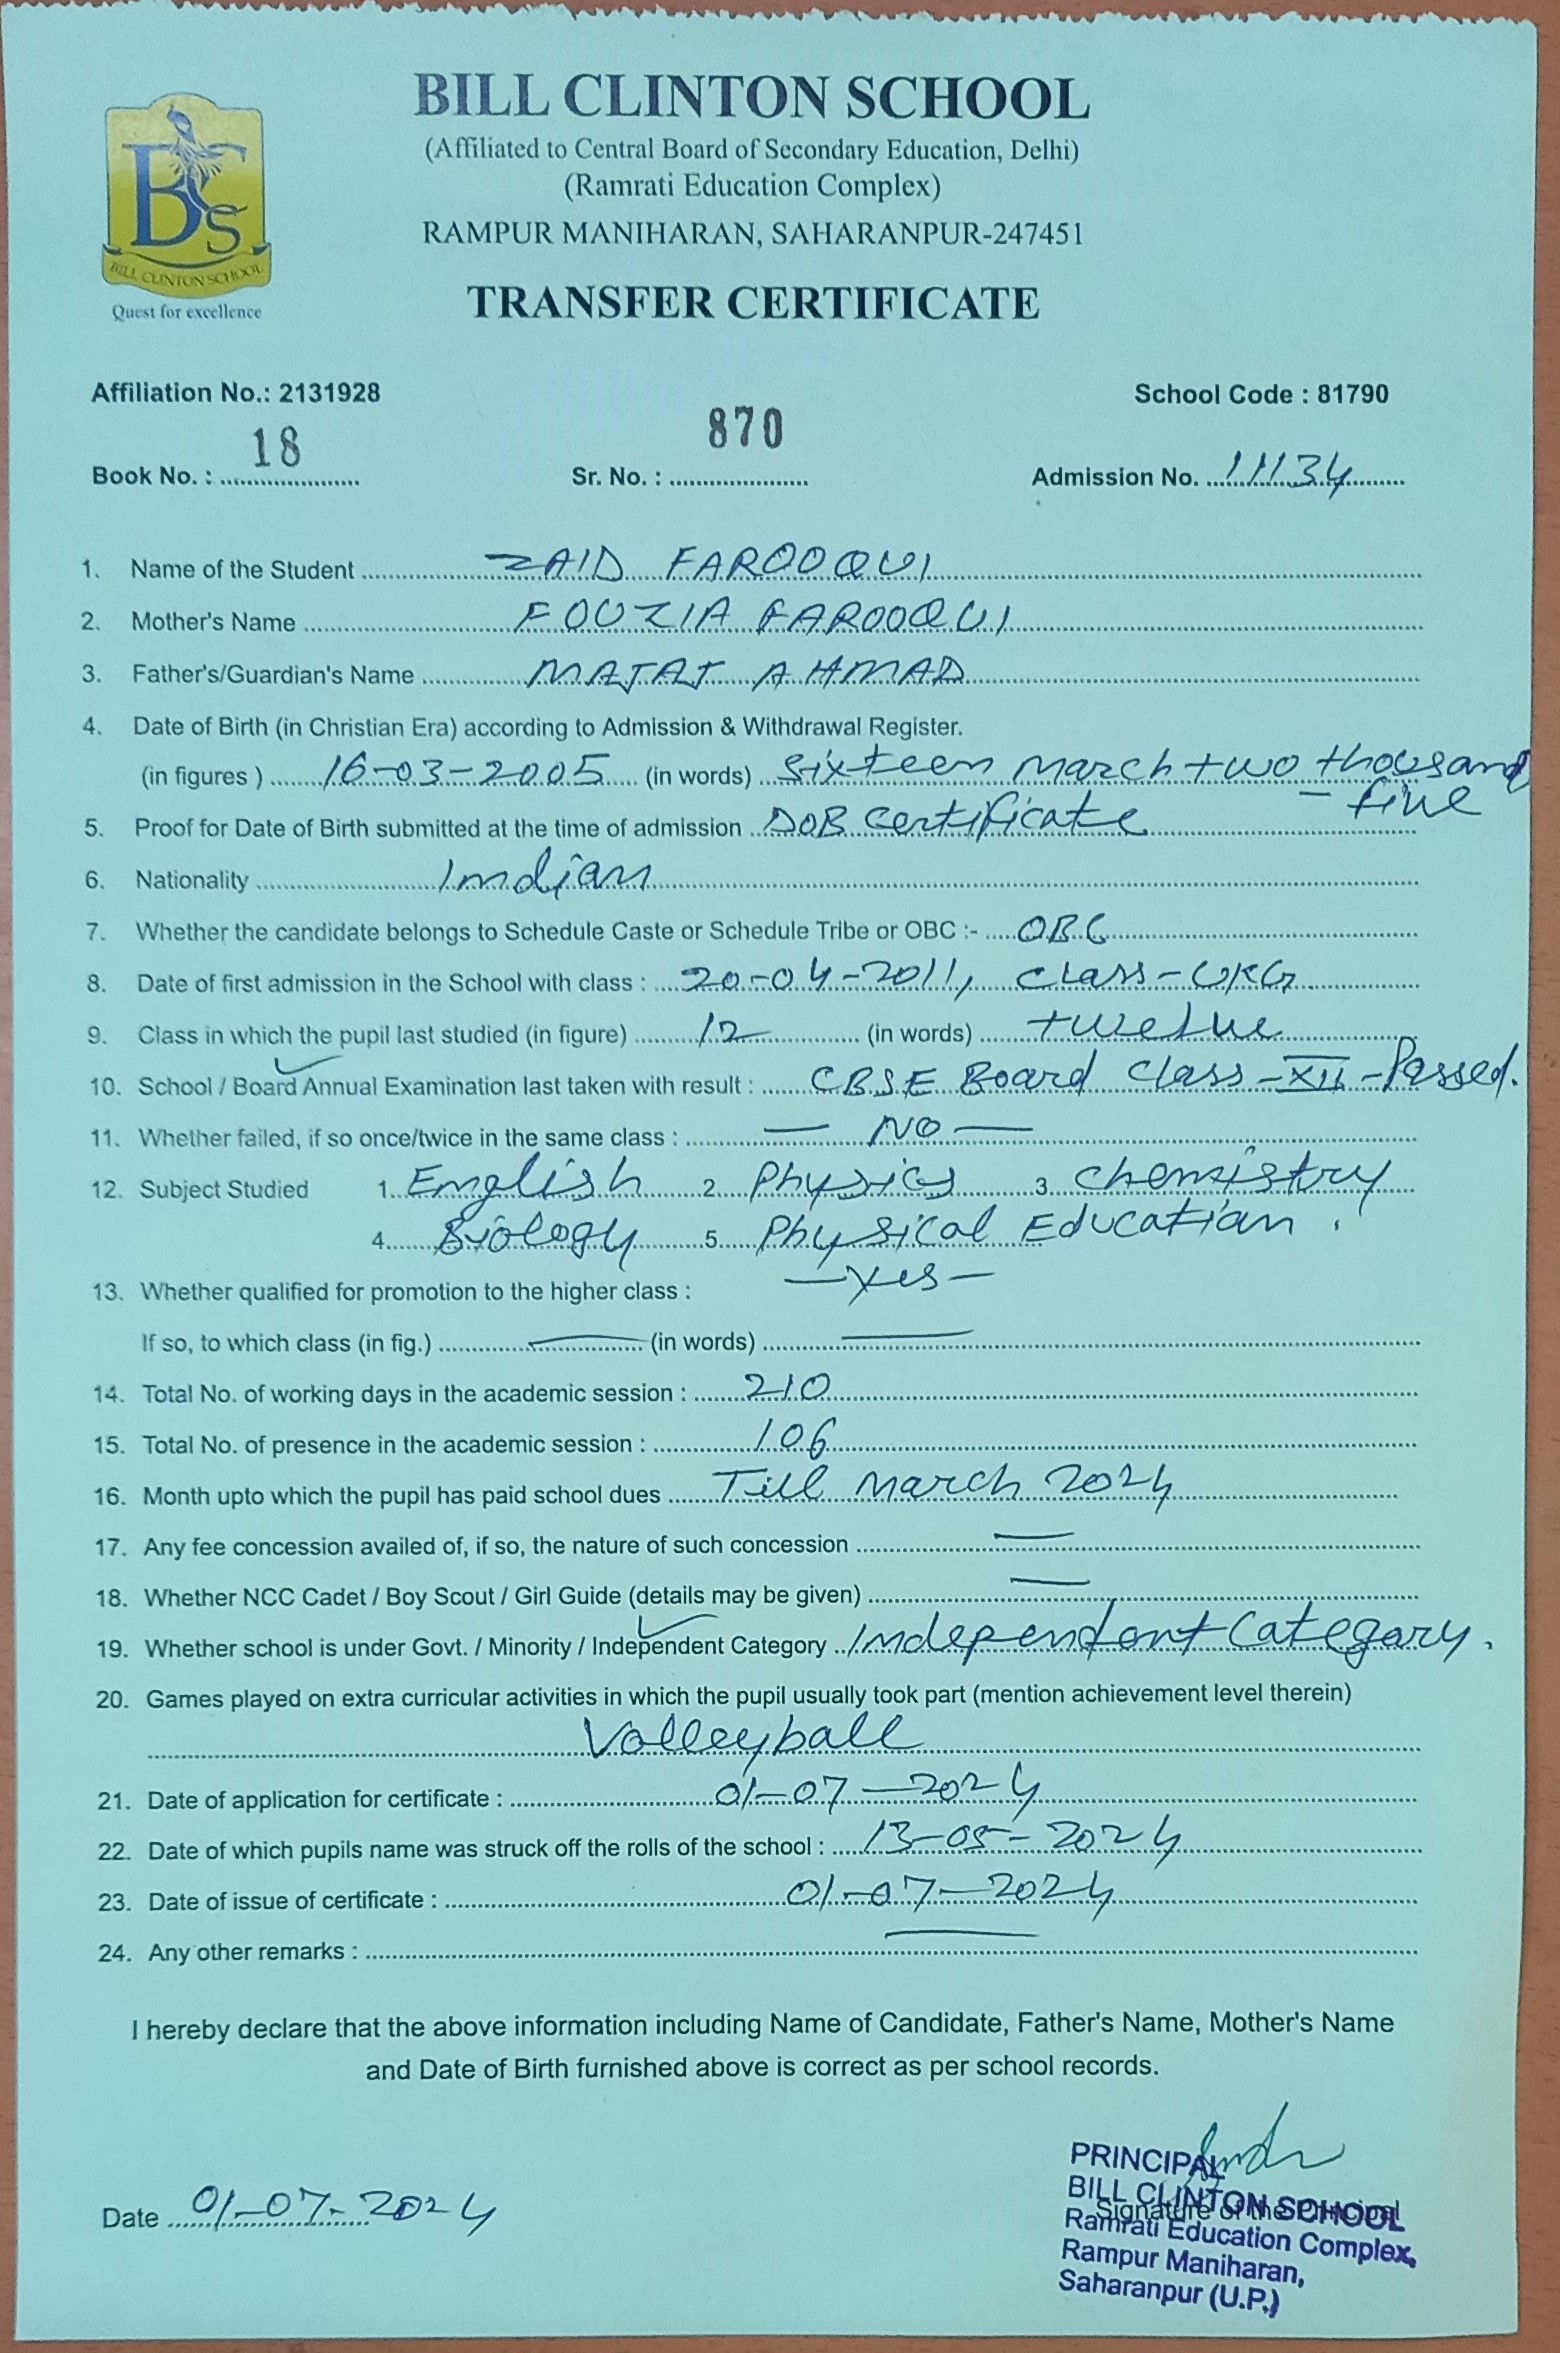 BILL CLINTON SCHOOL
(Affiliated to Central Board of Secondary Education, Delhi)
(Ramrati Education Complex)
RAMPUR MANIHARAN, SAHARANPUR-247451
BCS
BILL CLINTON SCHOOL
Quest for excellence
TRANSFER CERTIFICATE
Affiliation No.: 2131928 School Code : 81790
Book No. : 18 Sr. No. : 870 Admission No. 11134
1. Name of the Student ZAID FAROOQUI
2. Mother's Name FOUZIA FAROOQUI
3. Father's/Guardian's Name MAJAJ AHMAD
4. Date of Birth (in Christian Era) according to Admission & Withdrawal Register.
(in figures ) 16-03-2005 (in words) Sixteen march two thousand
- five
5. Proof for Date of Birth submitted at the time of admission DOB Certificate
6. Nationality Indian
7. Whether the candidate belongs to Schedule Caste or Schedule Tribe or OBC :- OBC
8. Date of first admission in the School with class : 20-04-2011, Class-UKG
9. Class in which the pupil last studied (in figure) 12 (in words) twelve
10. School / Board Annual Examination last taken with result : CBSE Board Class-XII-Passed.
11. Whether failed, if so once/twice in the same class : — NO —
12. Subject Studied 1. English 2. Physics 3. Chemistry
4. Biology 5. Physical Education.
13. Whether qualified for promotion to the higher class : — Yes —
If so, to which class (in fig.) — (in words) —
14. Total No. of working days in the academic session : 210
15. Total No. of presence in the academic session : 106
16. Month upto which the pupil has paid school dues Till March 2024
17. Any fee concession availed of, if so, the nature of such concession —
18. Whether NCC Cadet / Boy Scout / Girl Guide (details may be given) —
19. Whether school is under Govt. / Minority / Independent Category Independent Category.
20. Games played on extra curricular activities in which the pupil usually took part (mention achievement level therein)
Volleyball
21. Date of application for certificate : 01-07-2024
22. Date of which pupils name was struck off the rolls of the school : 13-05-2024
23. Date of issue of certificate : 01-07-2024
24. Any other remarks : —
I hereby declare that the above information including Name of Candidate, Father's Name, Mother's Name
and Date of Birth furnished above is correct as per school records.
Date 01-07-2024
PRINCIPAL
BILL CLINTON SCHOOL
Signature of the Principal
Ramrati Education Complex,
Rampur Maniharan,
Saharanpur (U.P.)